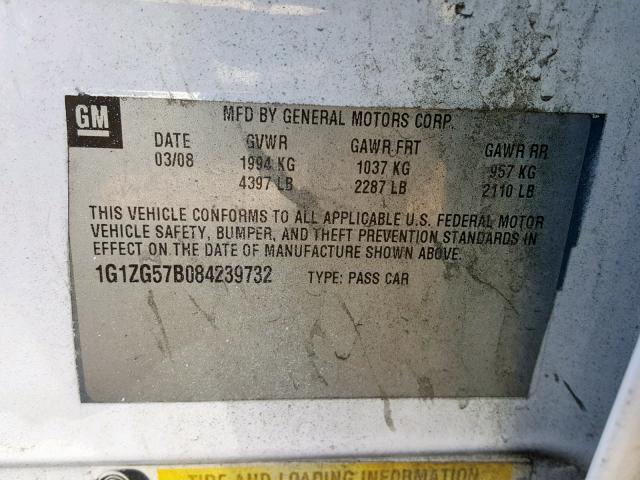 GM
MFD BY GENERAL MOTORS CORP.
DATE GVWR GAWR FRT GAWR RR
03/08 1994 KG 1037 KG 957 KG
4397 LB 2287 LB 2110 LB
THIS VEHICLE CONFORMS TO ALL APPLICABLE U.S. FEDERAL MOTOR
VEHICLE SAFETY, BUMPER, AND THEFT PREVENTION STANDARDS IN
EFFECT ON THE DATE OF MANUFACTURE SHOWN ABOVE.
1G1ZG57B084239732 TYPE: PASS CAR
TIRE AND LOADING INFORMATION